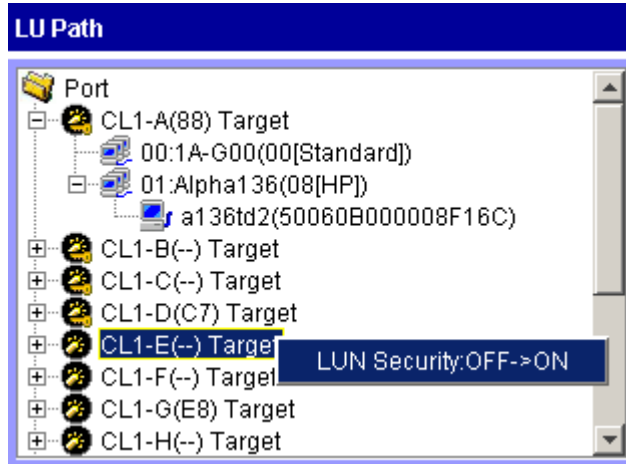 LU Path
Port
CL1-A(88) Target
00:1A-G00(00[Standard])
01:Alpha136(08[HP])
a136td2(50060B000008F16C)
CL1-B(--) Target
CL1-C(--) Target
CL1-D(C7) Target
CL1-E(--) Target
LUN Security:OFF->ON
CL1-F(--) Target
CL1-G(E8) Target
CL1-H(--) Target